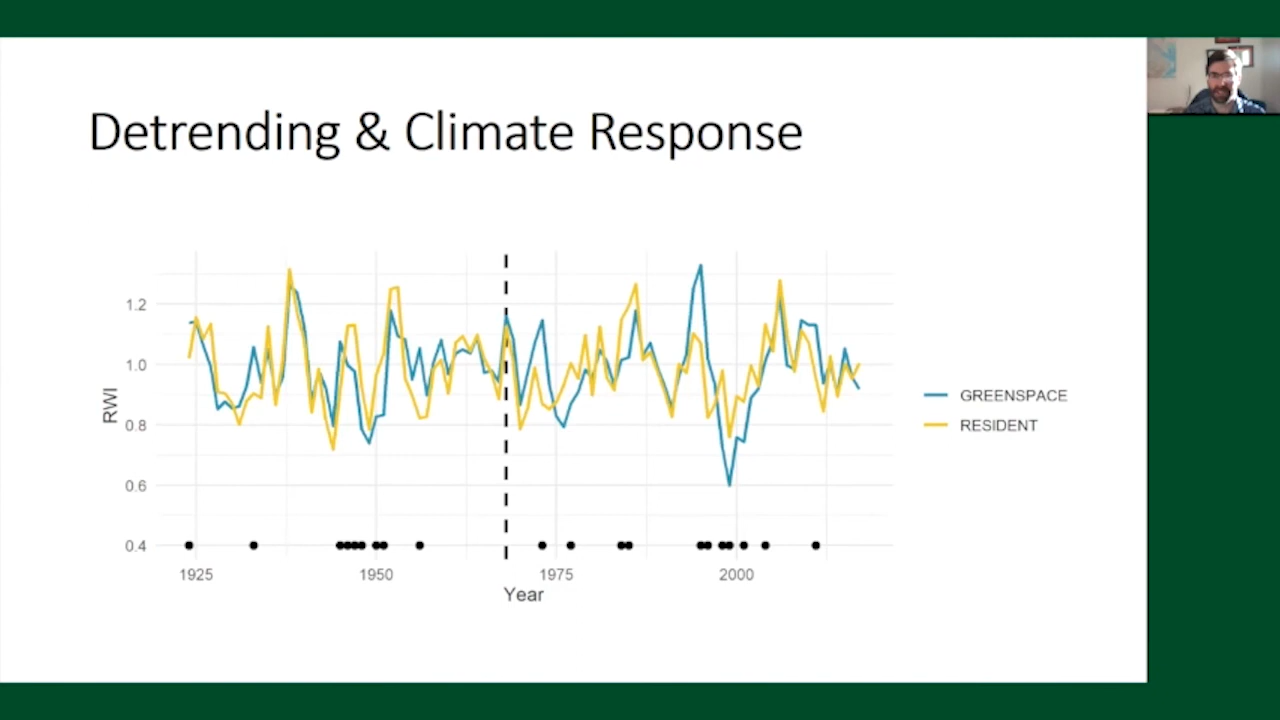 Detrending & Climate Response
1.2
1.0
0.8
0.6
0.4
RWI
1925
1950
1975
2000
Year
GREENSPACE
RESIDENT